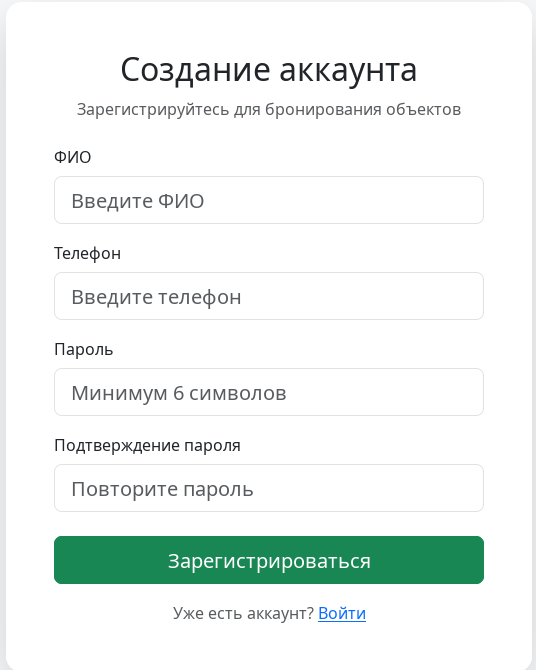 Создание аккаунта
Зарегистрируйтесь для бронирования объектов
ФИО
Введите ФИО
Телефон
Введите телефон
Пароль
Минимум 6 символов
Подтверждение пароля
Повторите пароль
Зарегистрироваться
Уже есть аккаунт? Войти